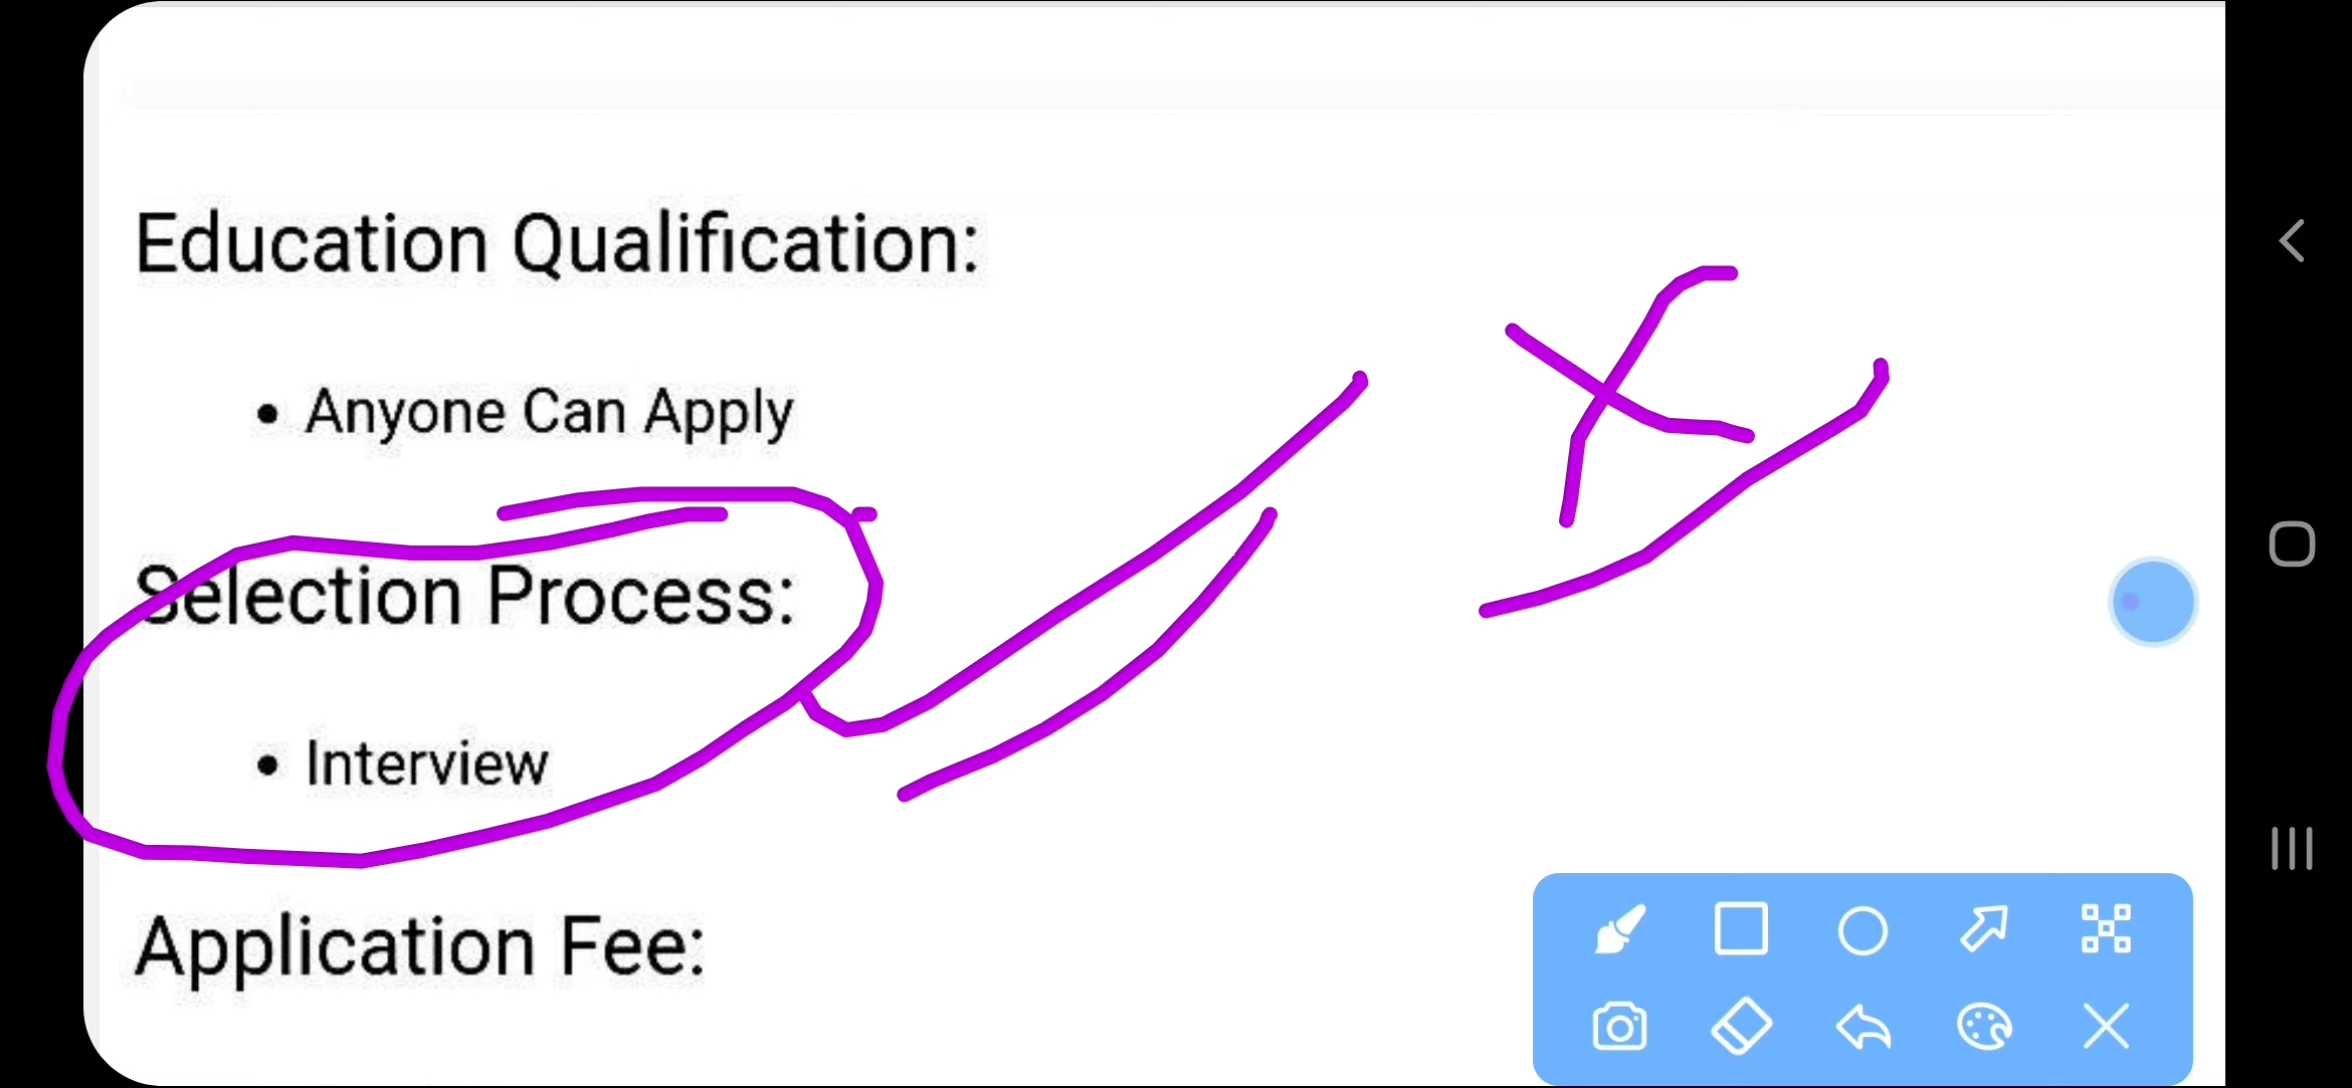 Education Qualification:
• Anyone Can Apply
Selection Process:
• Interview
Application Fee: